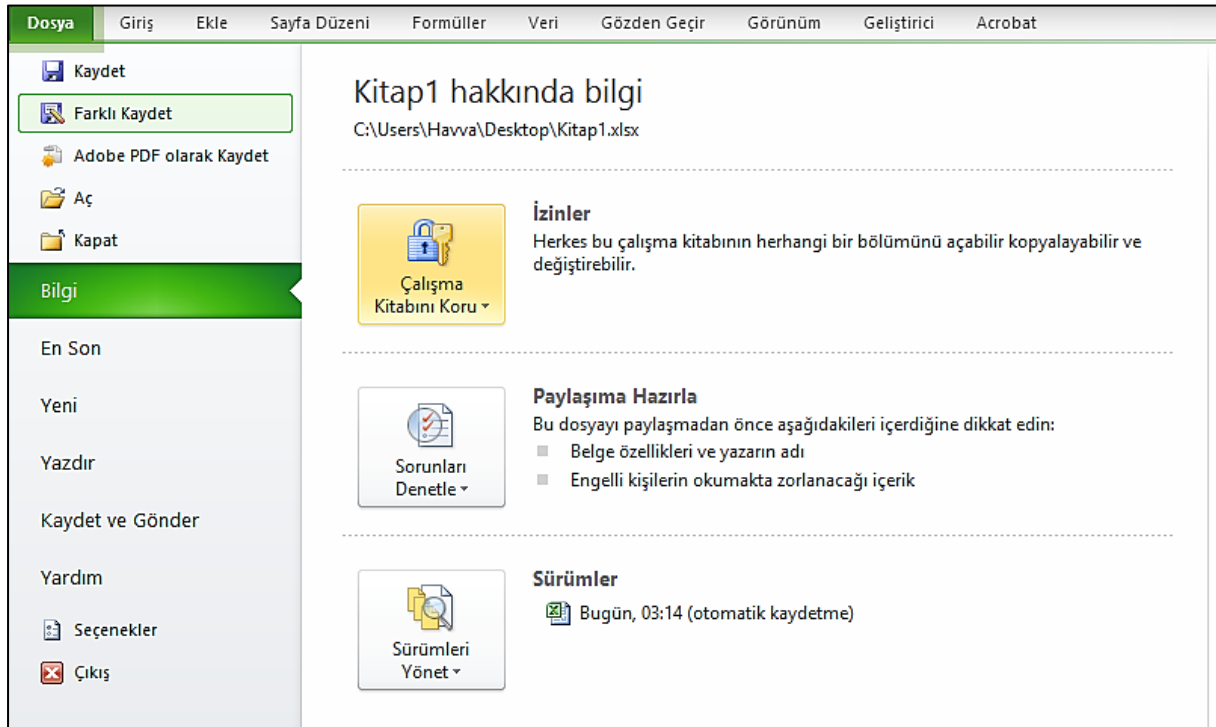 Dosya Giriş Ekle Sayfa Düzeni Formüller Veri Gözden Geçir Görünüm Geliştirici Acrobat
Kaydet
Farklı Kaydet
Adobe PDF olarak Kaydet
Aç
Kapat
Bilgi
En Son
Yeni
Yazdır
Kaydet ve Gönder
Yardım
Seçenekler
Çıkış
Kitap1 hakkında bilgi
C:\Users\Havva\Desktop\Kitap1.xlsx
Çalışma
Kitabını Koru
İzinler
Herkes bu çalışma kitabının herhangi bir bölümünü açabilir kopyalayabilir ve
değiştirebilir.
Sorunları
Denetle
Paylaşıma Hazırla
Bu dosyayı paylaşmadan önce aşağıdakileri içerdiğine dikkat edin:
Belge özellikleri ve yazarın adı
Engelli kişilerin okumakta zorlanacağı içerik
Sürümleri
Yönet
Sürümler
Bugün, 03:14 (otomatik kaydetme)